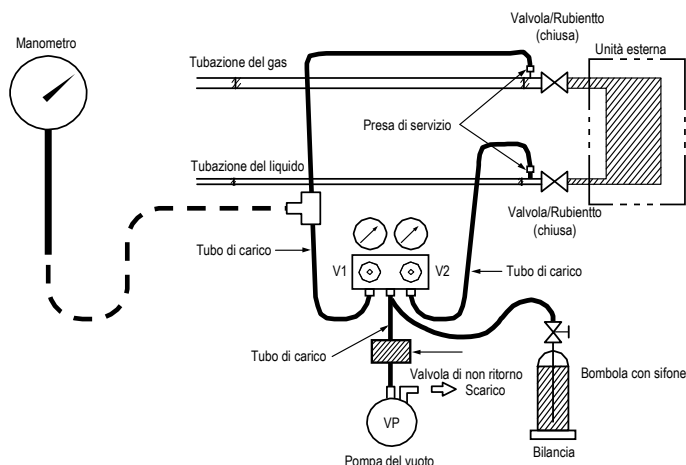 Valvola/Rubientto
(chiusa)
Manometro
Unità esterna
Tubazione del gas
Presa di servizio
Tubazione del liquido
Valvola/Rubientto
(chiusa)
Tubo di carico
V1
V2
Tubo di carico
Tubo di carico
Valvola di non ritorno
Scarico
Bombola con sifone
VP
Bilancia
Pompa del vuoto